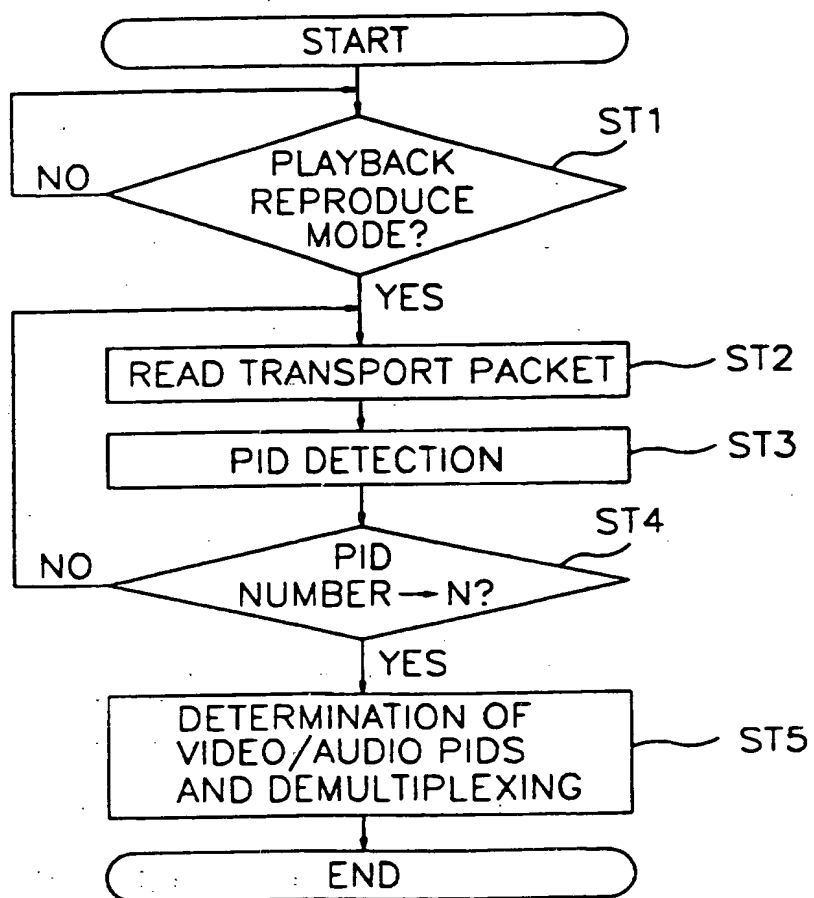 START
ST1
PLAYBACK
REPRODUCE
MODE?
NO
YES
READ TRANSPORT PACKET
ST2
PID DETECTION
ST3
ST4
PID
NUMBER→N?
NO
YES
DETERMINATION OF
VIDEO/AUDIO PIDS
AND DEMULTIPLEXING
ST5
END